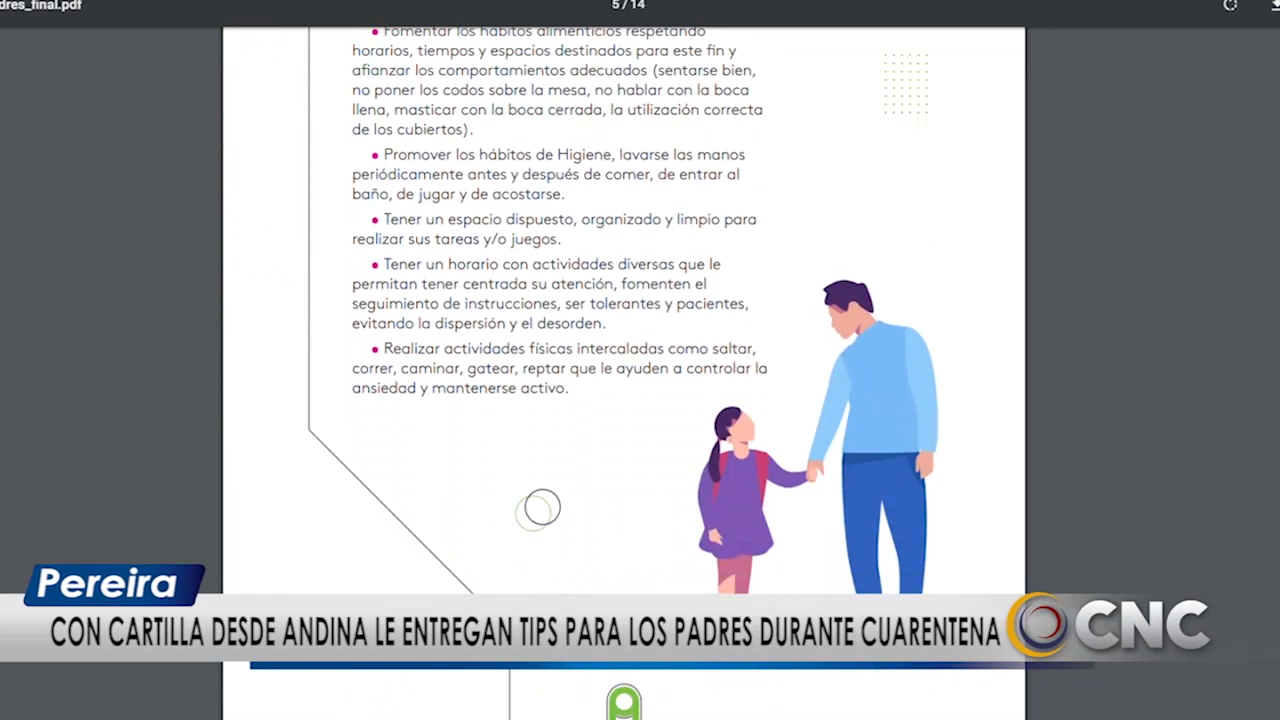 dres_final.pdf
5 / 14
Fomentar los hábitos alimenticios respetando
horarios, tiempos y espacios destinados para este fin y
afianzar los comportamientos adecuados (sentarse bien,
no poner los codos sobre la mesa, no hablar con la boca
llena, masticar con la boca cerrada, la utilización correcta
de los cubiertos).
• Promover los hábitos de Higiene, lavarse las manos
periódicamente antes y después de comer, de entrar al
baño, de jugar y de acostarse.
• Tener un espacio dispuesto, organizado y limpio para
realizar sus tareas y/o juegos.
• Tener un horario con actividades diversas que le
permitan tener centrada su atención, fomenten el
seguimiento de instrucciones, ser tolerantes y pacientes,
evitando la dispersión y el desorden.
• Realizar actividades físicas intercaladas como saltar,
correr, caminar, gatear, reptar que le ayuden a controlar la
ansiedad y mantenerse activo.
Pereira
CON CARTILLA DESDE ANDINA LE ENTREGAN TIPS PARA LOS PADRES DURANTE CUARENTENA
CNC